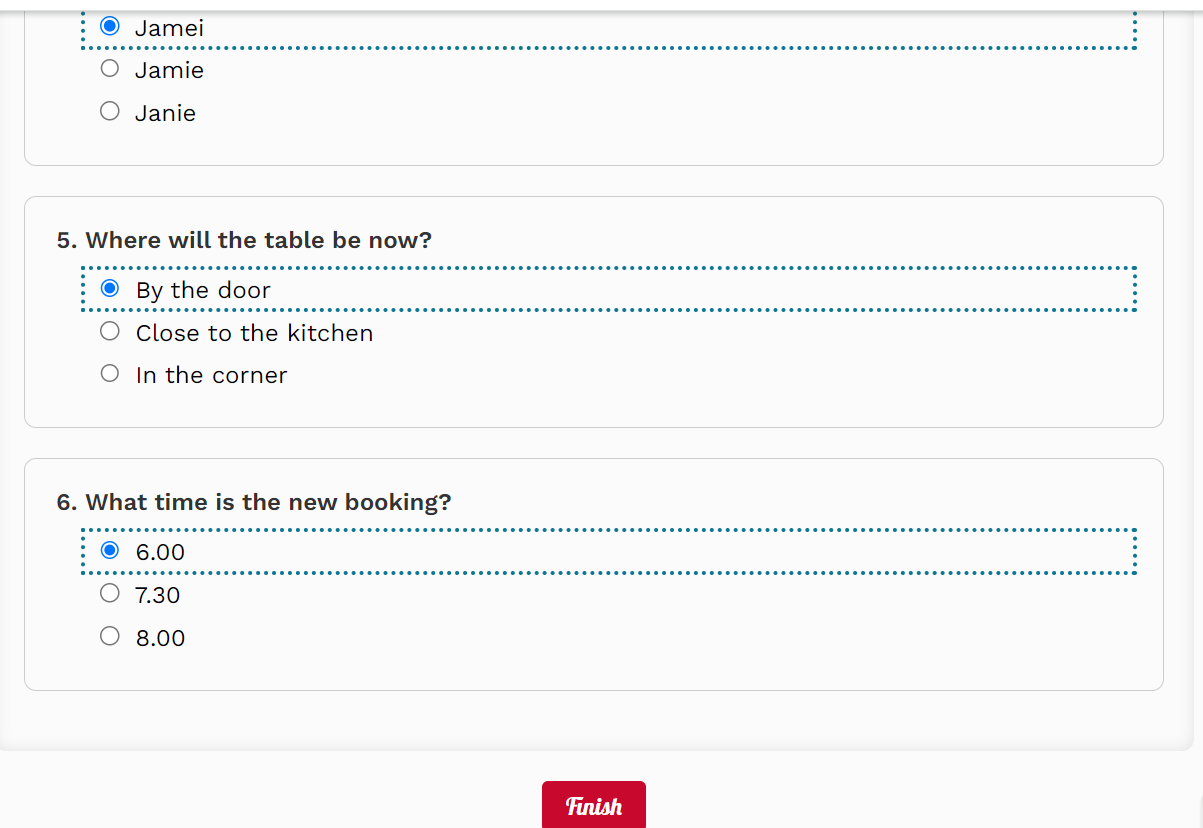 Jamei
Jamie
Janie
5. Where will the table be now?
By the door
Close to the kitchen
In the corner
6. What time is the new booking?
6.00
7.30
8.00
Finish